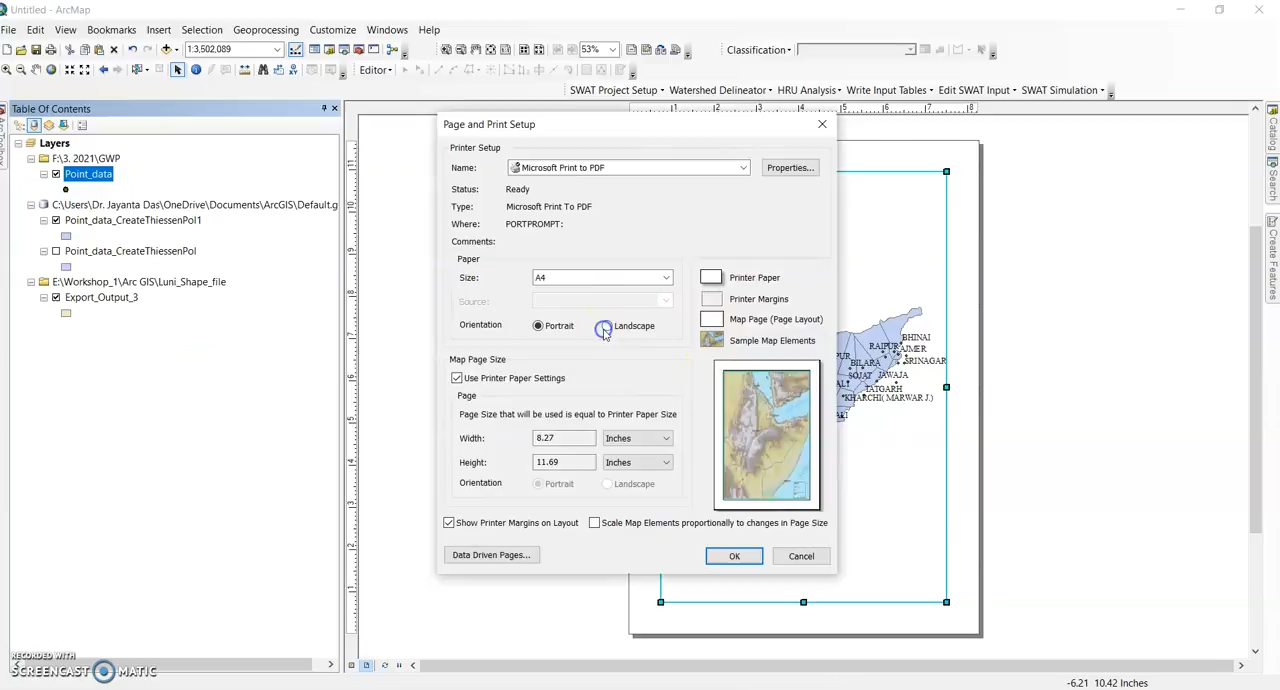 Untitled - ArcMap
File Edit View Bookmarks Insert Selection Geoprocessing Customize Windows Help
1:3,502,089
53%
Classification
Editor
SWAT Project Setup Watershed Delineator HRU Analysis Write Input Tables Edit SWAT Input SWAT Simulation
Table Of Contents
Layers
F:\3. 2021\GWP
Point_data
C:\Users\Dr. Jayanta Das\OneDrive\Documents\ArcGIS\Default.g
Point_data_CreateThiessenPol1
Point_data_CreateThiessenPol
E:\Workshop_1\Arc GIS\Luni_Shape_file
Export_Output_3
Page and Print Setup
Printer Setup
Name: Microsoft Print to PDF Properties...
Status: Ready
Type: Microsoft Print To PDF
Where: PORTPROMPT:
Comments:
Paper
Size: A4
Source:
Orientation Portrait Landscape
Printer Paper
Printer Margins
Map Page (Page Layout)
Sample Map Elements
Map Page Size
Use Printer Paper Settings
Page
Page Size that will be used is equal to Printer Paper Size
Width: 8.27 Inches
Height: 11.69 Inches
Orientation Portrait Landscape
Show Printer Margins on Layout Scale Map Elements proportionally to changes in Page Size
Data Driven Pages... OK Cancel
BHINAI
RAIPUR AJMER
BILARA SRINAGAR
SOJAT JAWAJA
TATGARH
KHARCHI( MARWAR J.)
Catalog
Search
Create Features
ArcToolbox
RECORDED WITH
SCREENCAST MATIC
-6.21 10.42 Inches